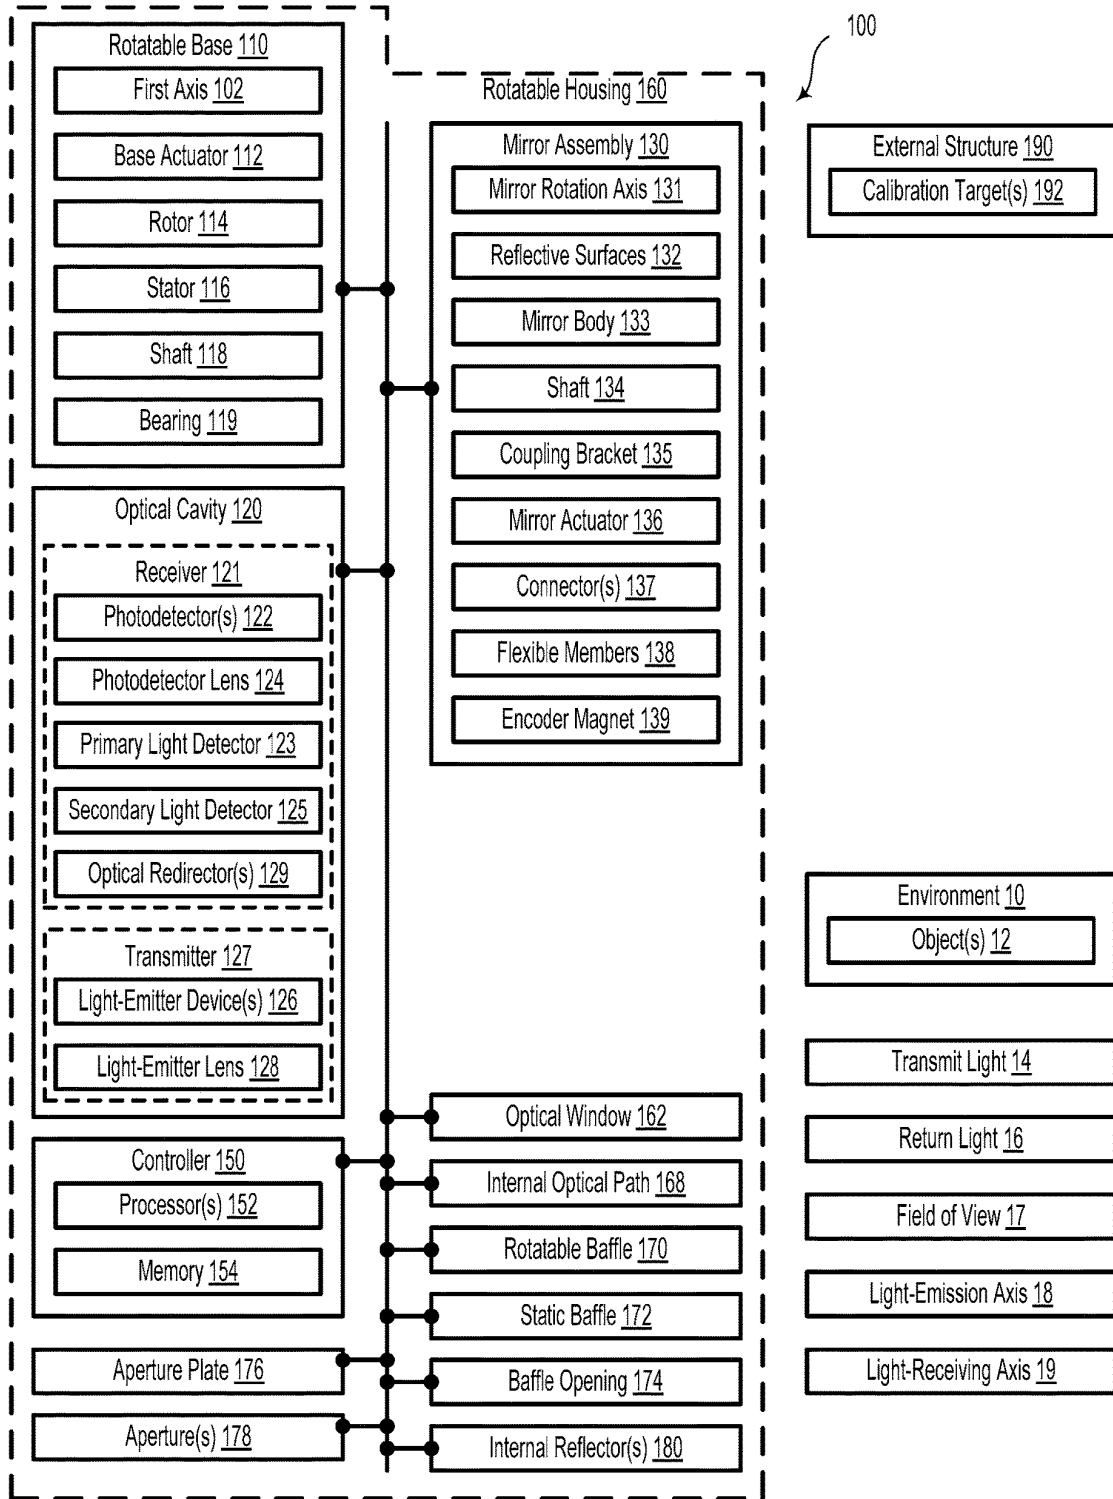 100
Rotatable Base 110
First Axis 102
Base Actuator 112
Rotor 114
Stator 116
Shaft 118
Bearing 119
Optical Cavity 120
Receiver 121
Photodetector(s) 122
Photodetector Lens 124
Primary Light Detector 123
Secondary Light Detector 125
Optical Redirector(s) 129
Transmitter 127
Light-Emitter Device(s) 126
Light-Emitter Lens 128
Controller 150
Processor(s) 152
Memory 154
Aperture Plate 176
Aperture(s) 178
Rotatable Housing 160
Mirror Assembly 130
Mirror Rotation Axis 131
Reflective Surfaces 132
Mirror Body 133
Shaft 134
Coupling Bracket 135
Mirror Actuator 136
Connector(s) 137
Flexible Members 138
Encoder Magnet 139
Optical Window 162
Internal Optical Path 168
Rotatable Baffle 170
Static Baffle 172
Baffle Opening 174
Internal Reflector(s) 180
External Structure 190
Calibration Target(s) 192
Environment 10
Object(s) 12
Transmit Light 14
Return Light 16
Field of View 17
Light-Emission Axis 18
Light-Receiving Axis 19